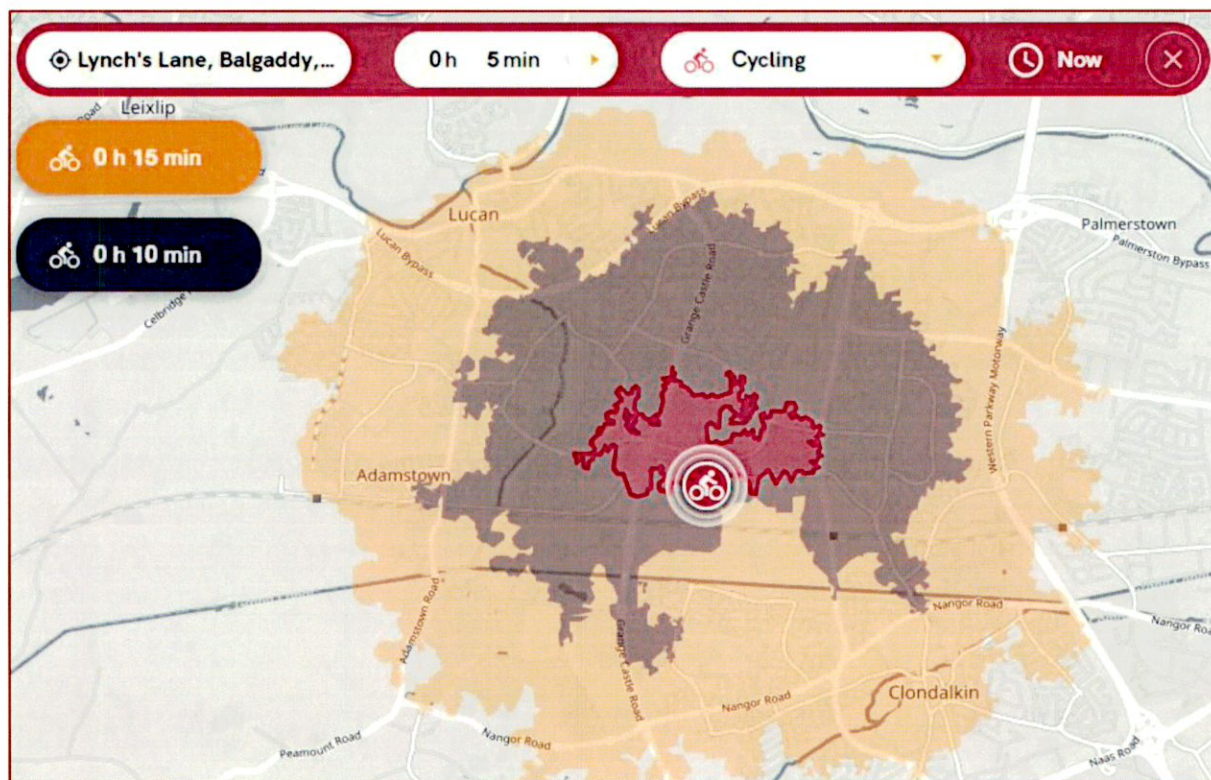 Lynch's Lane, Balgaddy,...
0 h 5 min
Cycling
Now
Leixlip
0 h 15 min
0 h 10 min
Lucan
Lucan Bypass
Lucan Bypass
Palmerstown
Palmerston Bypass
Celbridge
Grange Castle Road
Western Parkway Motorway
Adamstown
Adamstown Road
Nangor Road
Nangor Road
Grange Castle Road
Clondalkin
Nangor Road
Nangor Road
Peamount Road
Naas Road